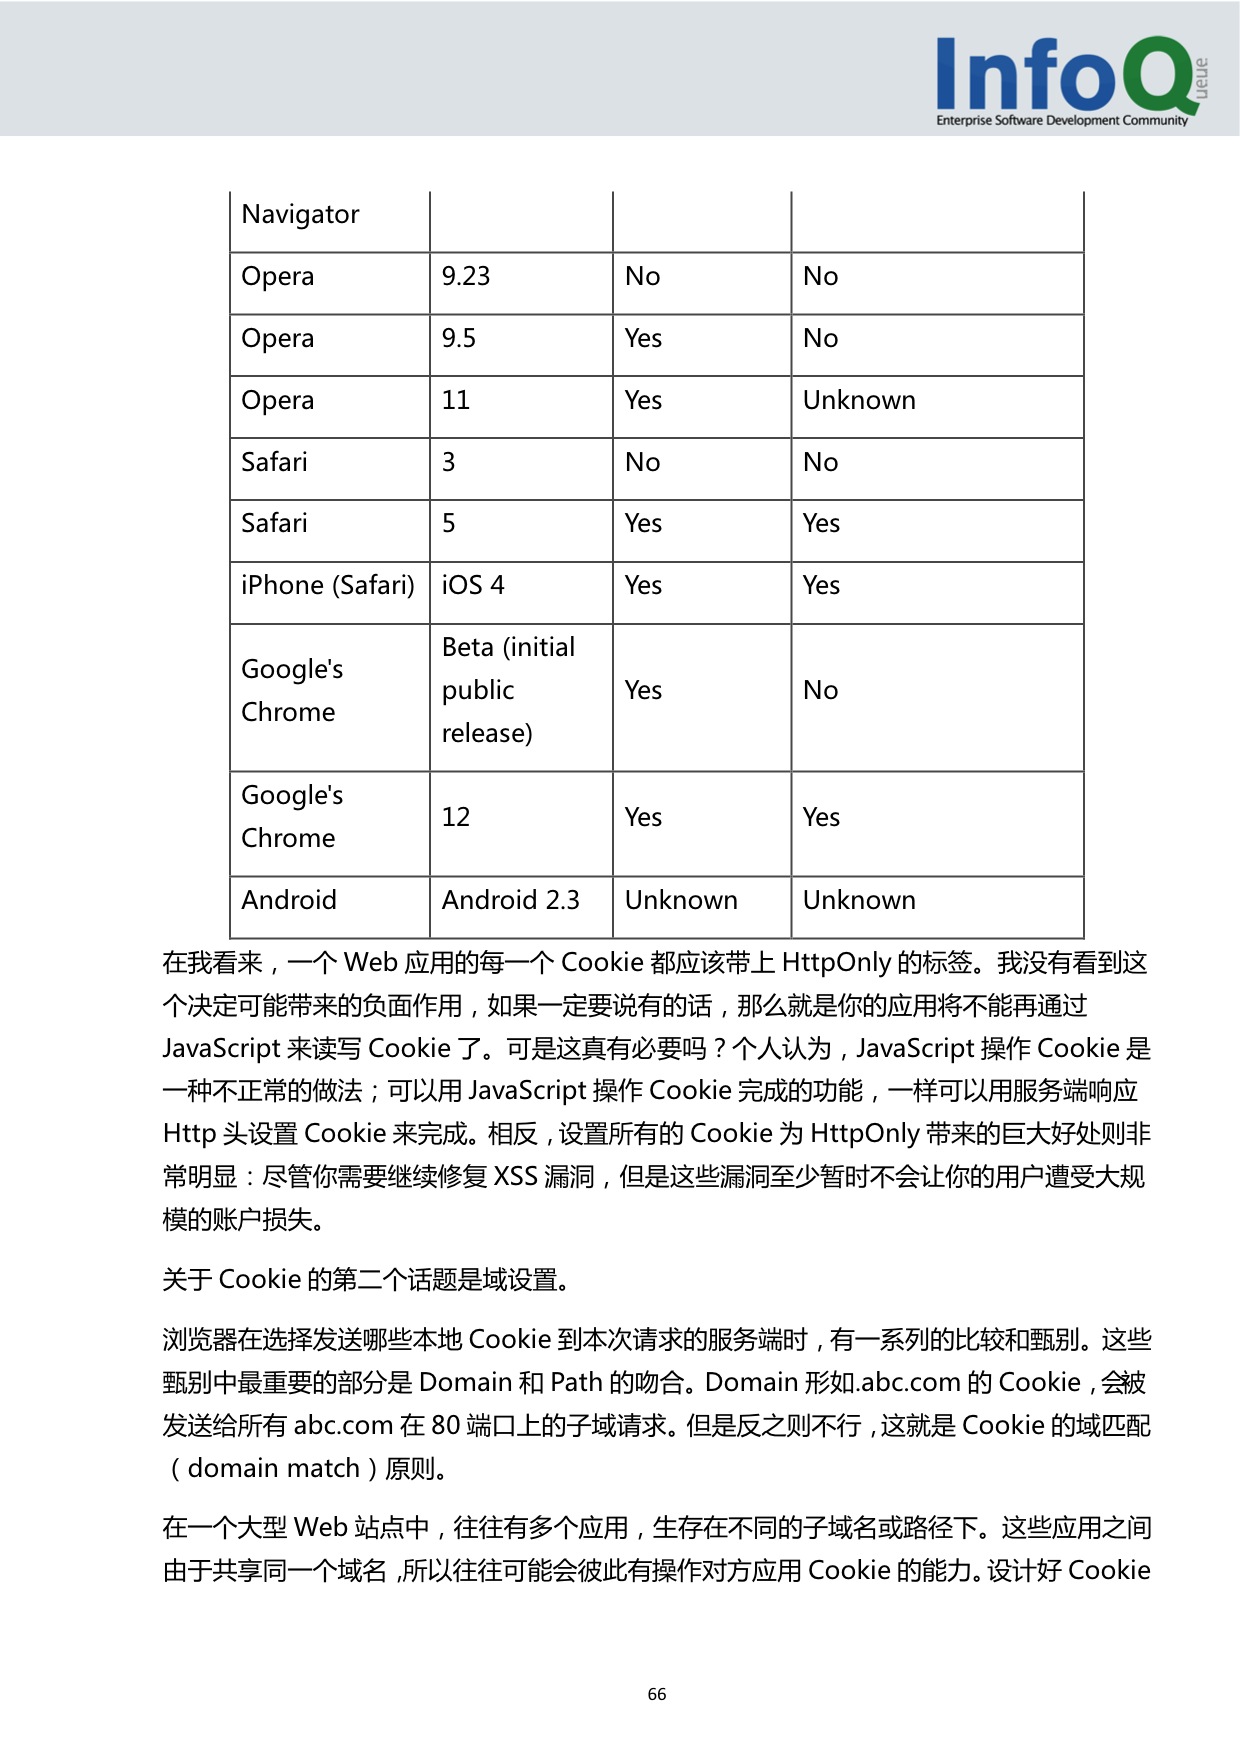 InfoQueue
Enterprise Software Development Community
Navigator
Opera 9.23 No No
Opera 9.5 Yes No
Opera 11 Yes Unknown
Safari 3 No No
Safari 5 Yes Yes
iPhone (Safari) iOS 4 Yes Yes
Google's Chrome Beta (initial public release) Yes No
Google's Chrome 12 Yes Yes
Android Android 2.3 Unknown Unknown
在我看来，一个 Web 应用的每一个 Cookie 都应该带上 HttpOnly 的标签。我没有看到这
个决定可能带来的负面作用，如果一定要说有的话，那么就是你的应用将不能再通过
JavaScript 来读写 Cookie 了。可是这真有必要吗？个人认为，JavaScript 操作 Cookie 是
一种不正常的做法；可以用 JavaScript 操作 Cookie 完成的功能，一样可以用服务端响应
Http 头设置 Cookie 来完成。相反，设置所有的 Cookie 为 HttpOnly 带来的巨大好处则非
常明显：尽管你需要继续修复 XSS 漏洞，但是这些漏洞至少暂时不会让你的用户遭受大规
模的账户损失。
关于 Cookie 的第二个话题是域设置。
浏览器在选择发送哪些本地 Cookie 到本次请求的服务端时，有一系列的比较和甄别。这些
甄别中最重要的部分是 Domain 和 Path 的吻合。Domain 形如.abc.com 的 Cookie，会被
发送给所有 abc.com 在 80 端口上的子域请求。但是反之则不行，这就是 Cookie 的域匹配
（domain match）原则。
在一个大型 Web 站点中，往往有多个应用，生存在不同的子域名或路径下。这些应用之间
由于共享同一个域名，所以往往可能会彼此有操作对方应用 Cookie 的能力。设计好 Cookie
66